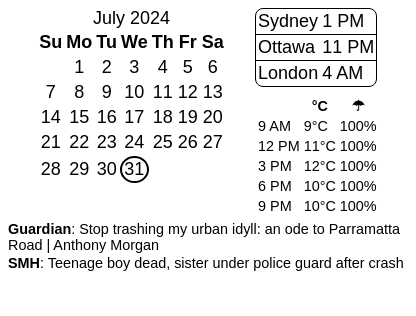 July 2024
Su Mo Tu We Th Fr Sa
1 2 3 4 5 6
7 8 9 10 11 12 13
14 15 16 17 18 19 20
21 22 23 24 25 26 27
28 29 30 31
Sydney 1 PM
Ottawa 11 PM
London 4 AM
°C ☂
9 AM 9°C 100%
12 PM 11°C 100%
3 PM 12°C 100%
6 PM 10°C 100%
9 PM 10°C 100%
Guardian: Stop trashing my urban idyll: an ode to Parramatta
Road | Anthony Morgan
SMH: Teenage boy dead, sister under police guard after crash